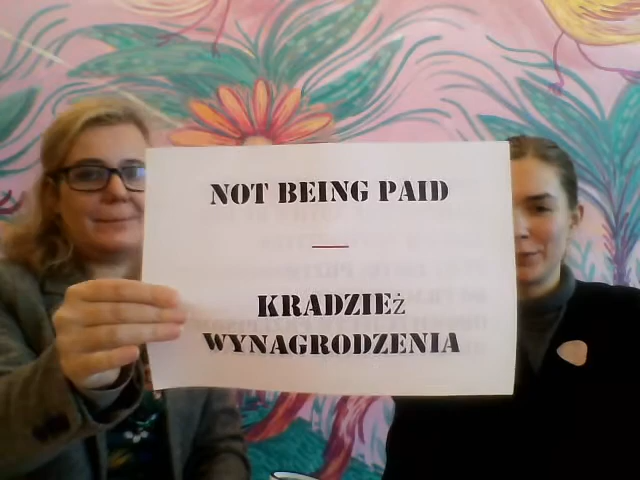 NOT BEING PAID
—
KRADZIEż
WYNAGRODZENIA